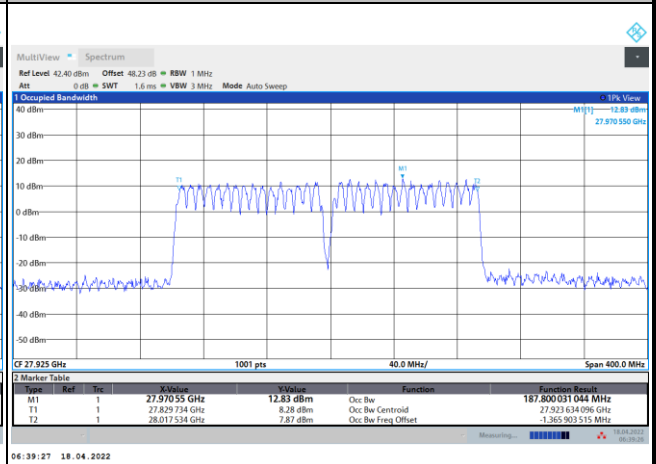 MultiView Spectrum
Ref Level 42.40 dBm Offset 48.23 dB RBW 1 MHz
Att 0 dB SWT 1.6 ms VBW 3 MHz Mode Auto Sweep
1 Occupied Bandwidth 1Pk View
40 dBm M1[1] 12.83 dBm
27.970 550 GHz
30 dBm
20 dBm
M1
T1 T2
10 dBm
0 dBm
-10 dBm
-20 dBm
-30 dBm
-40 dBm
-50 dBm
CF 27.925 GHz 1001 pts 40.0 MHz/ Span 400.0 MHz
2 Marker Table
Type Ref Trc X-Value Y-Value Function Function Result
M1 1 27.970 55 GHz 12.83 dBm Occ Bw 187.800 031 044 MHz
T1 1 27.829 734 GHz 8.28 dBm Occ Bw Centroid 27.923 634 096 GHz
T2 1 28.017 534 GHz 7.87 dBm Occ Bw Freq Offset -1.365 903 515 MHz
Measuring... 18.04.2022
06:39:26
06:39:27 18.04.2022